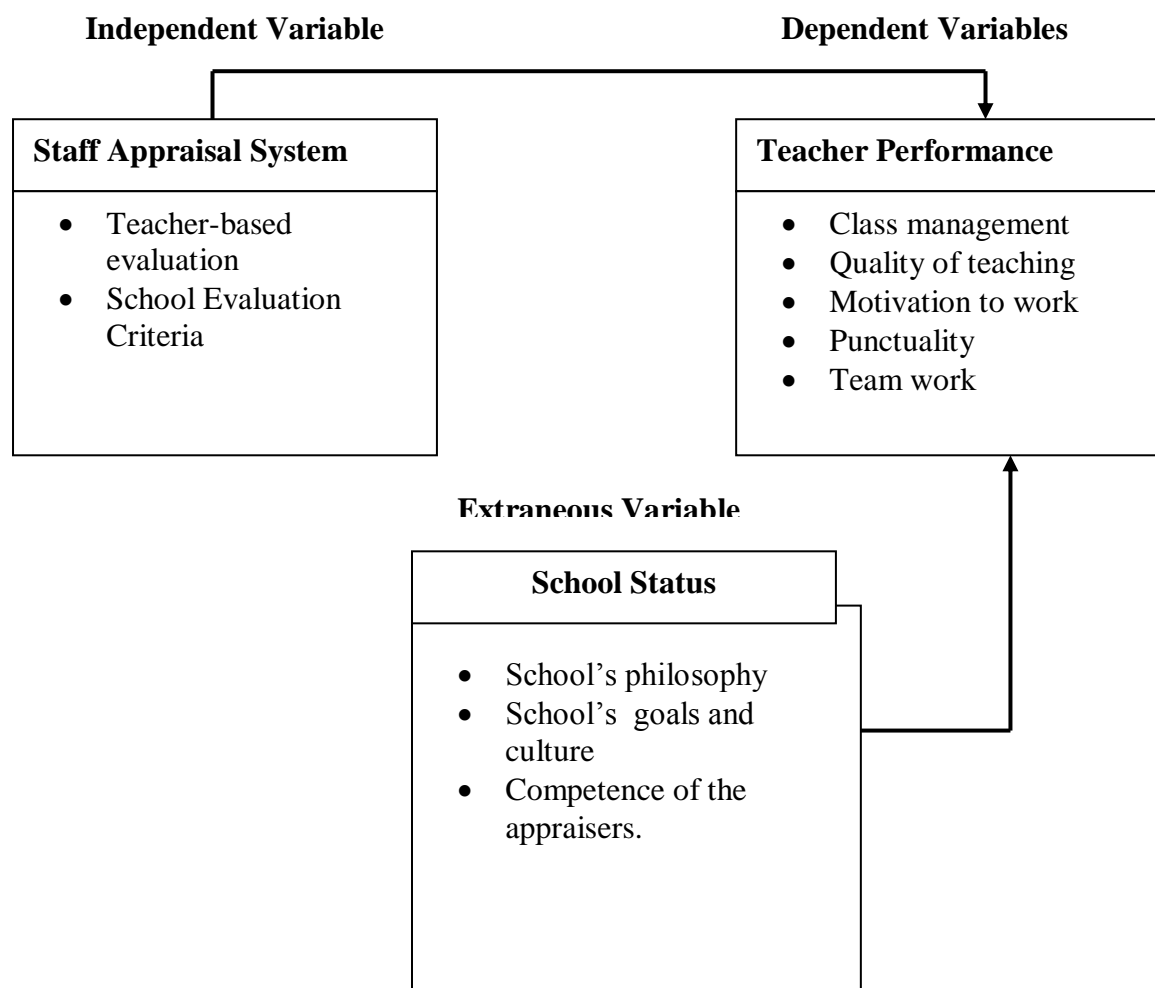 Independent Variable
Dependent Variables
Staff Appraisal System
• Teacher-based
evaluation
• School Evaluation
Criteria
Teacher Performance
• Class management
• Quality of teaching
• Motivation to work
• Punctuality
• Team work
Extraneous Variable
School Status
• School’s philosophy
• School’s goals and
culture
• Competence of the
appraisers.